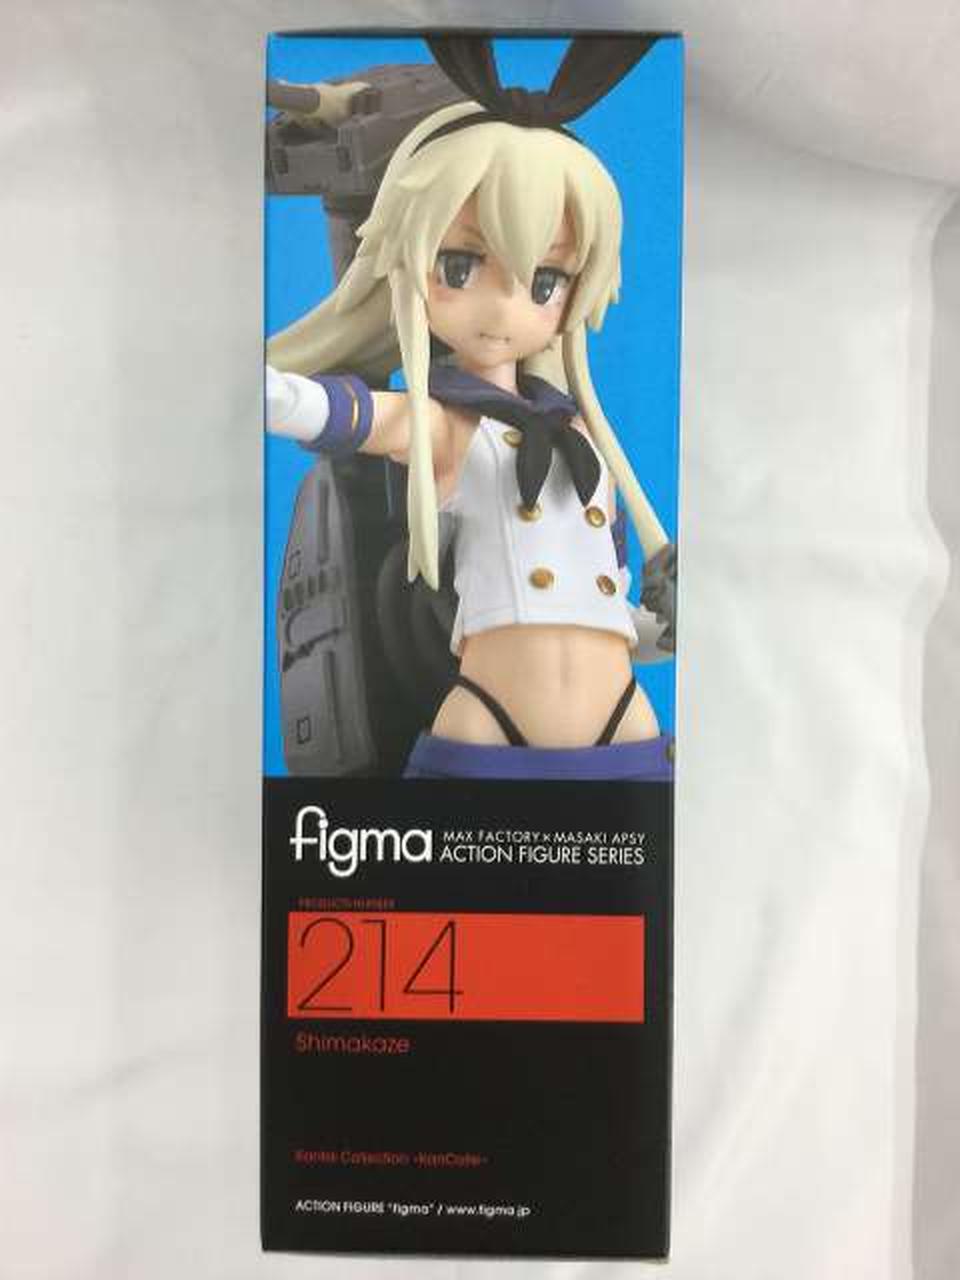 figma
MAX FACTORY × MASAKI APSY
ACTION FIGURE SERIES
PRODUCTS NUMBER
214
Shimakaze
Kantai Collection -KanColle-
ACTION FIGURE "figma" / www.figma.jp